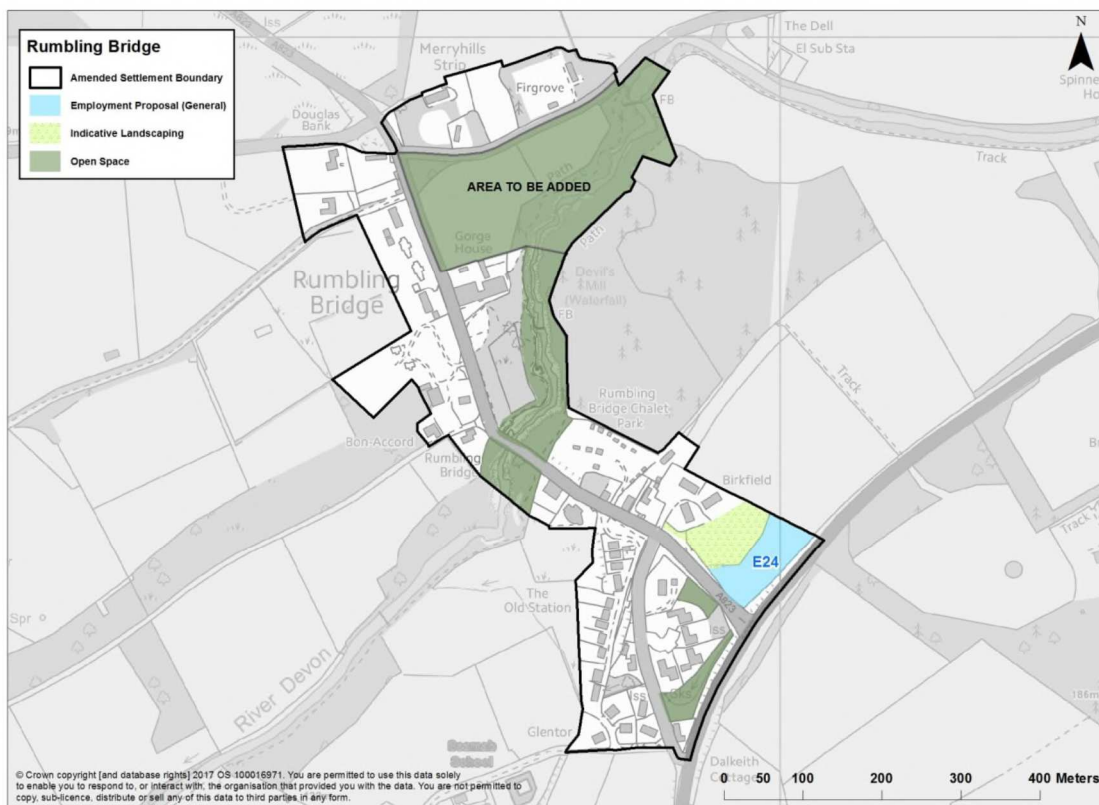 Rumbling Bridge
Amended Settlement Boundary
Employment Proposal (General)
Indicative Landscaping
Open Space
N
Iss
A823
Merryhills
Strip
Firgrove
The Dell
El Sub Sta
Douglas
Bank
FB
Track
Path
AREA TO BE ADDED
Path
Gorge
House
Rumbling
Bridge
Devil's
Mill
(Waterfall)
FB
Track
Rumbling
Bridge Chalet
Park
Bon-Accord
Rumbling
Bridge
Birkfield
E24
A823
The
Old Station
Iss
Spr
River Devon
Iss
Glentor
School
Dalkeith
Cottage
0 50 100 200 300 400 Meters
© Crown copyright [and database rights] 2017 OS 100016971. You are permitted to use this data solely
to enable you to respond to, or interact with, the organisation that provided you with the data. You are not permitted to
copy, sub-licence, distribute or sell any of this data to third parties in any form.